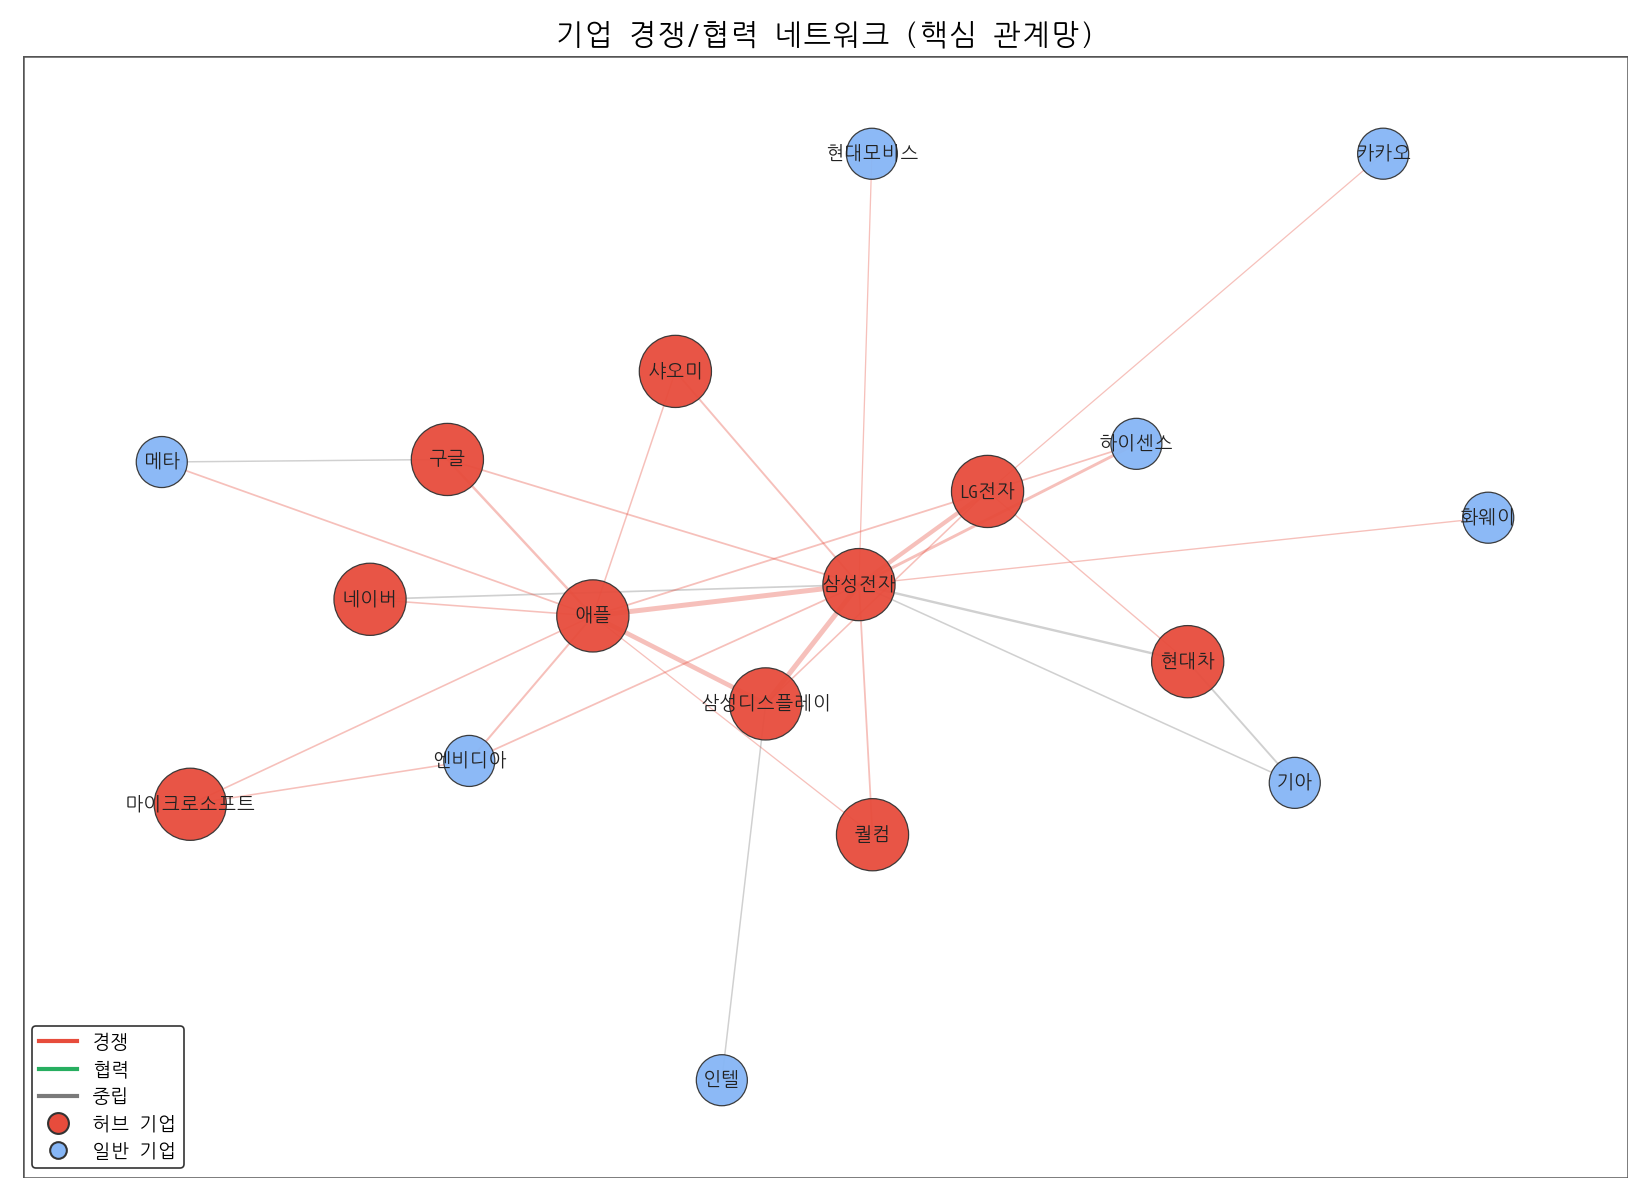 기업 경쟁/협력 네트워크 (핵심 관계망)
현대모비스
카카오
샤오미
하이센스
구글
메타
LG전자
화웨이
삼성전자
네이버
애플
현대차
삼성디스플레이
엔비디아
기아
마이크로소프트
퀄컴
인텔
경쟁
협력
중립
허브 기업
일반 기업